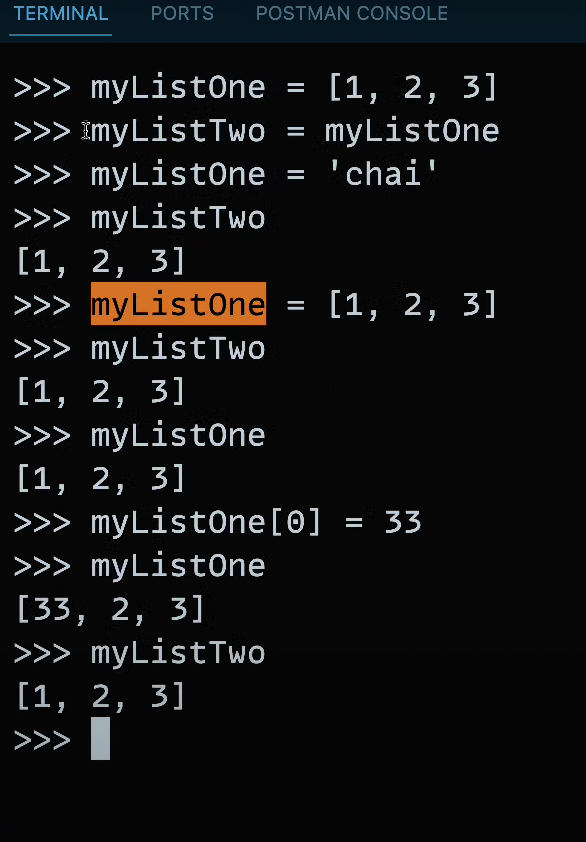 TERMINAL PORTS POSTMAN CONSOLE
>>> myListOne = [1, 2, 3]
>>> myListTwo = myListOne
>>> myListOne = 'chai'
>>> myListTwo
[1, 2, 3]
>>> myListOne = [1, 2, 3]
>>> myListTwo
[1, 2, 3]
>>> myListOne
[1, 2, 3]
>>> myListOne[0] = 33
>>> myListOne
[33, 2, 3]
>>> myListTwo
[1, 2, 3]
>>>